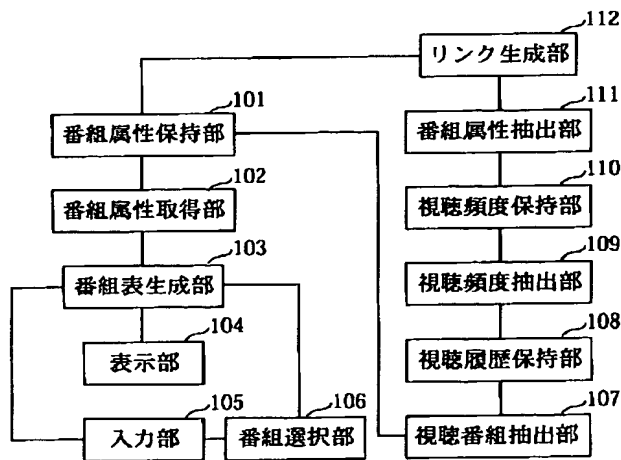 112
リンク生成部
101
番組属性保持部
111
番組属性抽出部
102
番組属性取得部
110
視聴頻度保持部
103
番組表生成部
109
視聴頻度抽出部
104
表示部
108
視聴履歴保持部
105
入力部
106
番組選択部
107
視聴番組抽出部